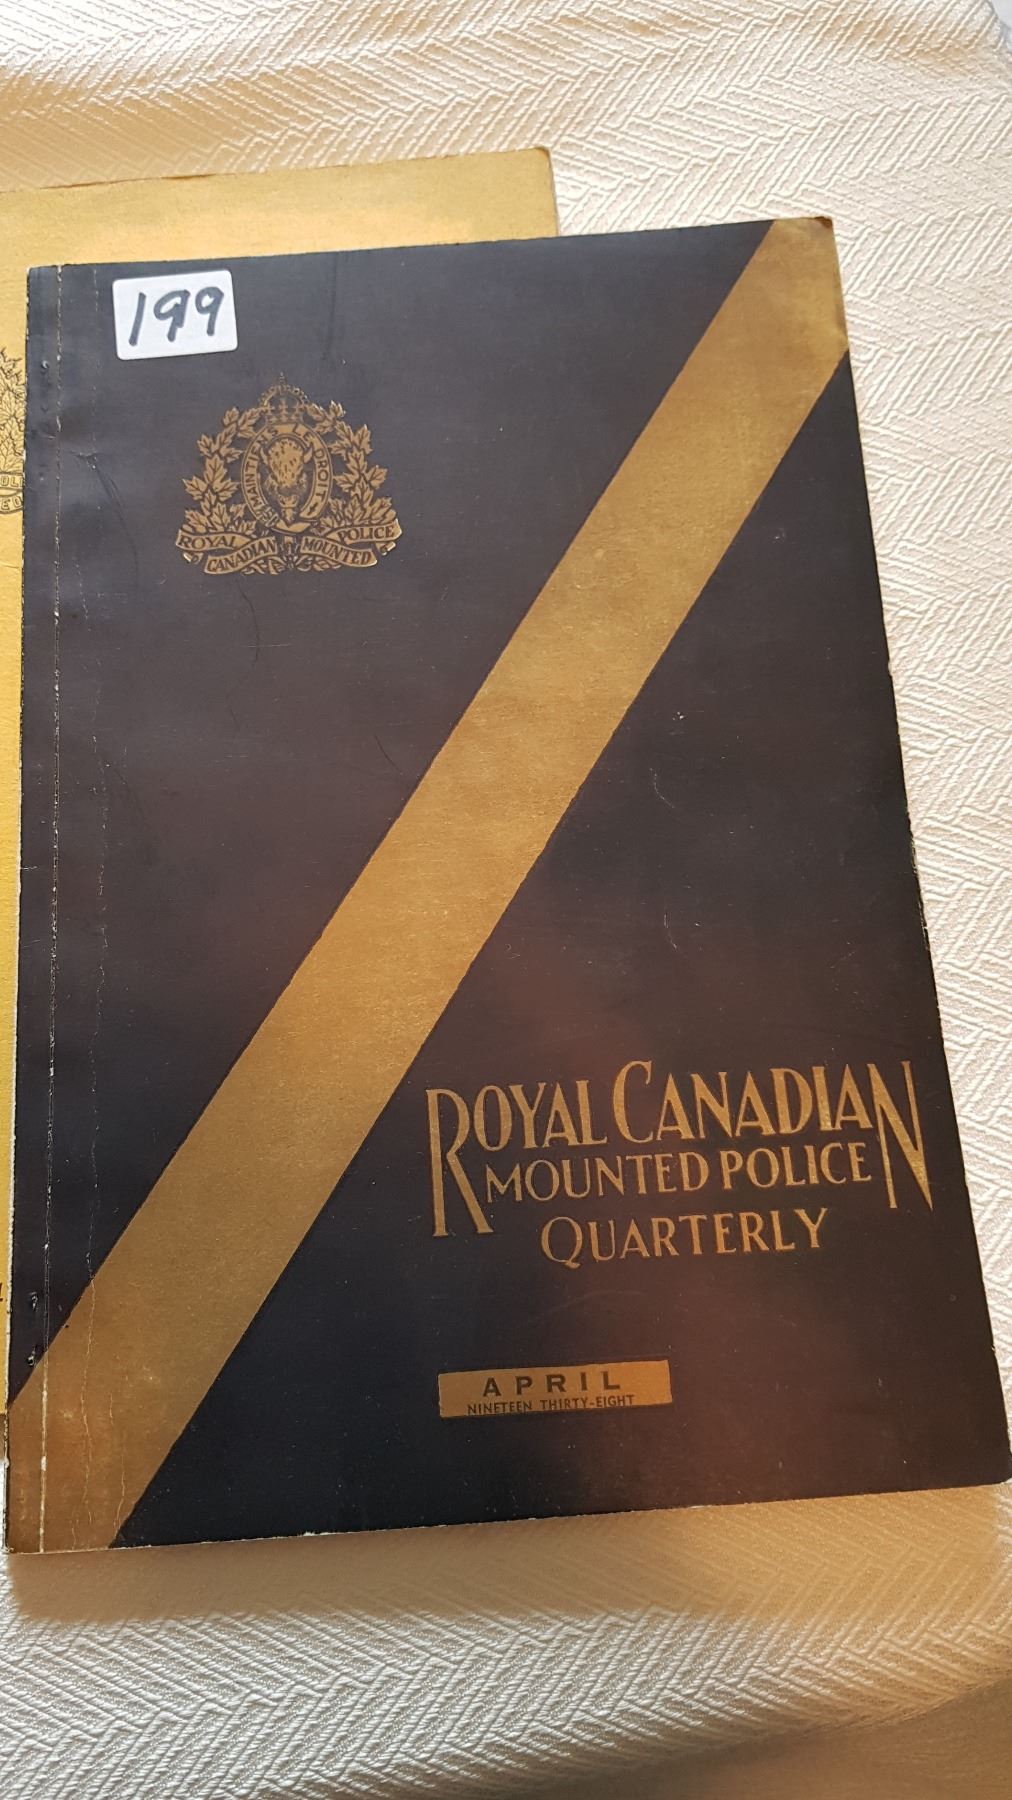 199
MAINTIENS LE DROIT
ROYAL CANADIAN MOUNTED POLICE
ROYAL CANADIAN
MOUNTED POLICE
QUARTERLY
APRIL
NINETEEN THIRTY-EIGHT